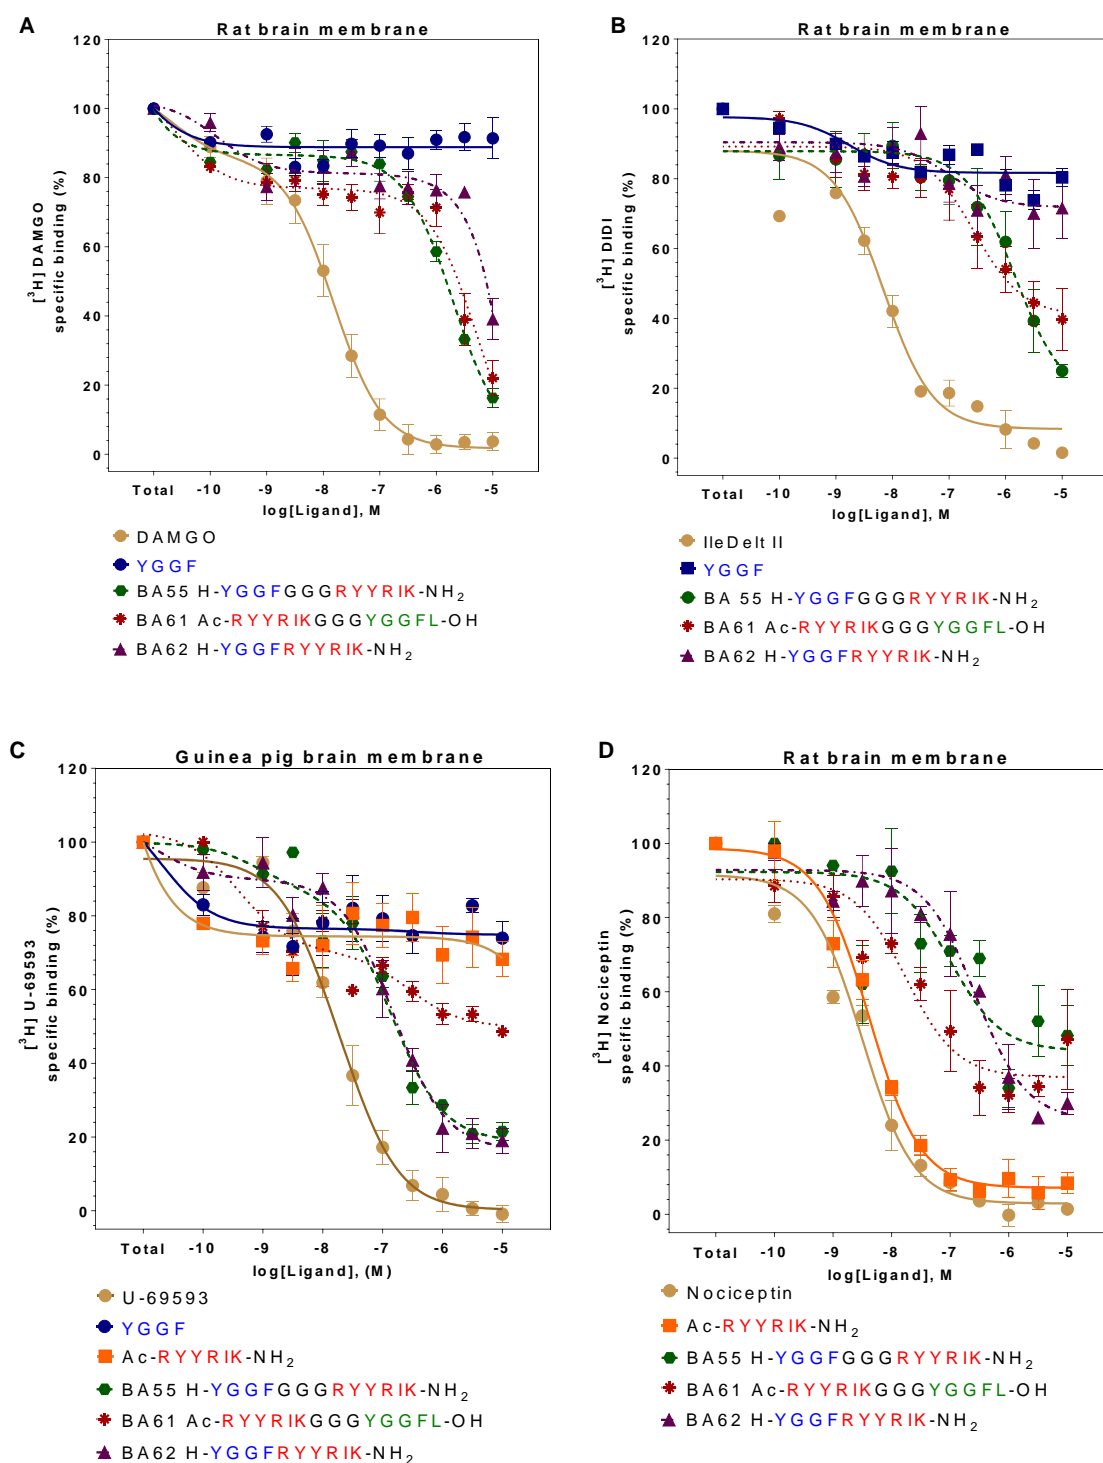 A
Rat brain membrane
[³H] DAMGO
specific binding (%)
120
100
80
60
40
20
0
Total -10 -9 -8 -7 -6 -5
log[Ligand], M
DAMGO
YGGF
BA55 H-YGGFGGGRYYRIK-NH₂
BA61 Ac-RYYRIKGGGYGGFL-OH
BA62 H-YGGFRYYRIK-NH₂
B
Rat brain membrane
[³H] DIDI
specific binding (%)
120
100
80
60
40
20
0
Total -10 -9 -8 -7 -6 -5
log[Ligand], M
IleDelt II
YGGF
BA 55 H-YGGFGGGRYYRIK-NH₂
BA61 Ac-RYYRIKGGGYGGFL-OH
BA62 H-YGGFRYYRIK-NH₂
C
Guinea pig brain membrane
[³H] U-69593
specific binding (%)
120
100
80
60
40
20
0
Total -10 -9 -8 -7 -6 -5
log[Ligand], (M)
U-69593
YGGF
Ac-RYYRIK-NH₂
BA55 H-YGGFGGGRYYRIK-NH₂
BA61 Ac-RYYRIKGGGYGGFL-OH
BA62 H-YGGFRYYRIK-NH₂
D
Rat brain membrane
[³H] Nociceptin
specific binding (%)
120
100
80
60
40
20
0
Total -10 -9 -8 -7 -6 -5
log[Ligand], M
Nociceptin
Ac-RYYRIK-NH₂
BA55 H-YGGFGGGRYYRIK-NH₂
BA61 Ac-RYYRIKGGGYGGFL-OH
BA62 H-YGGFRYYRIK-NH₂